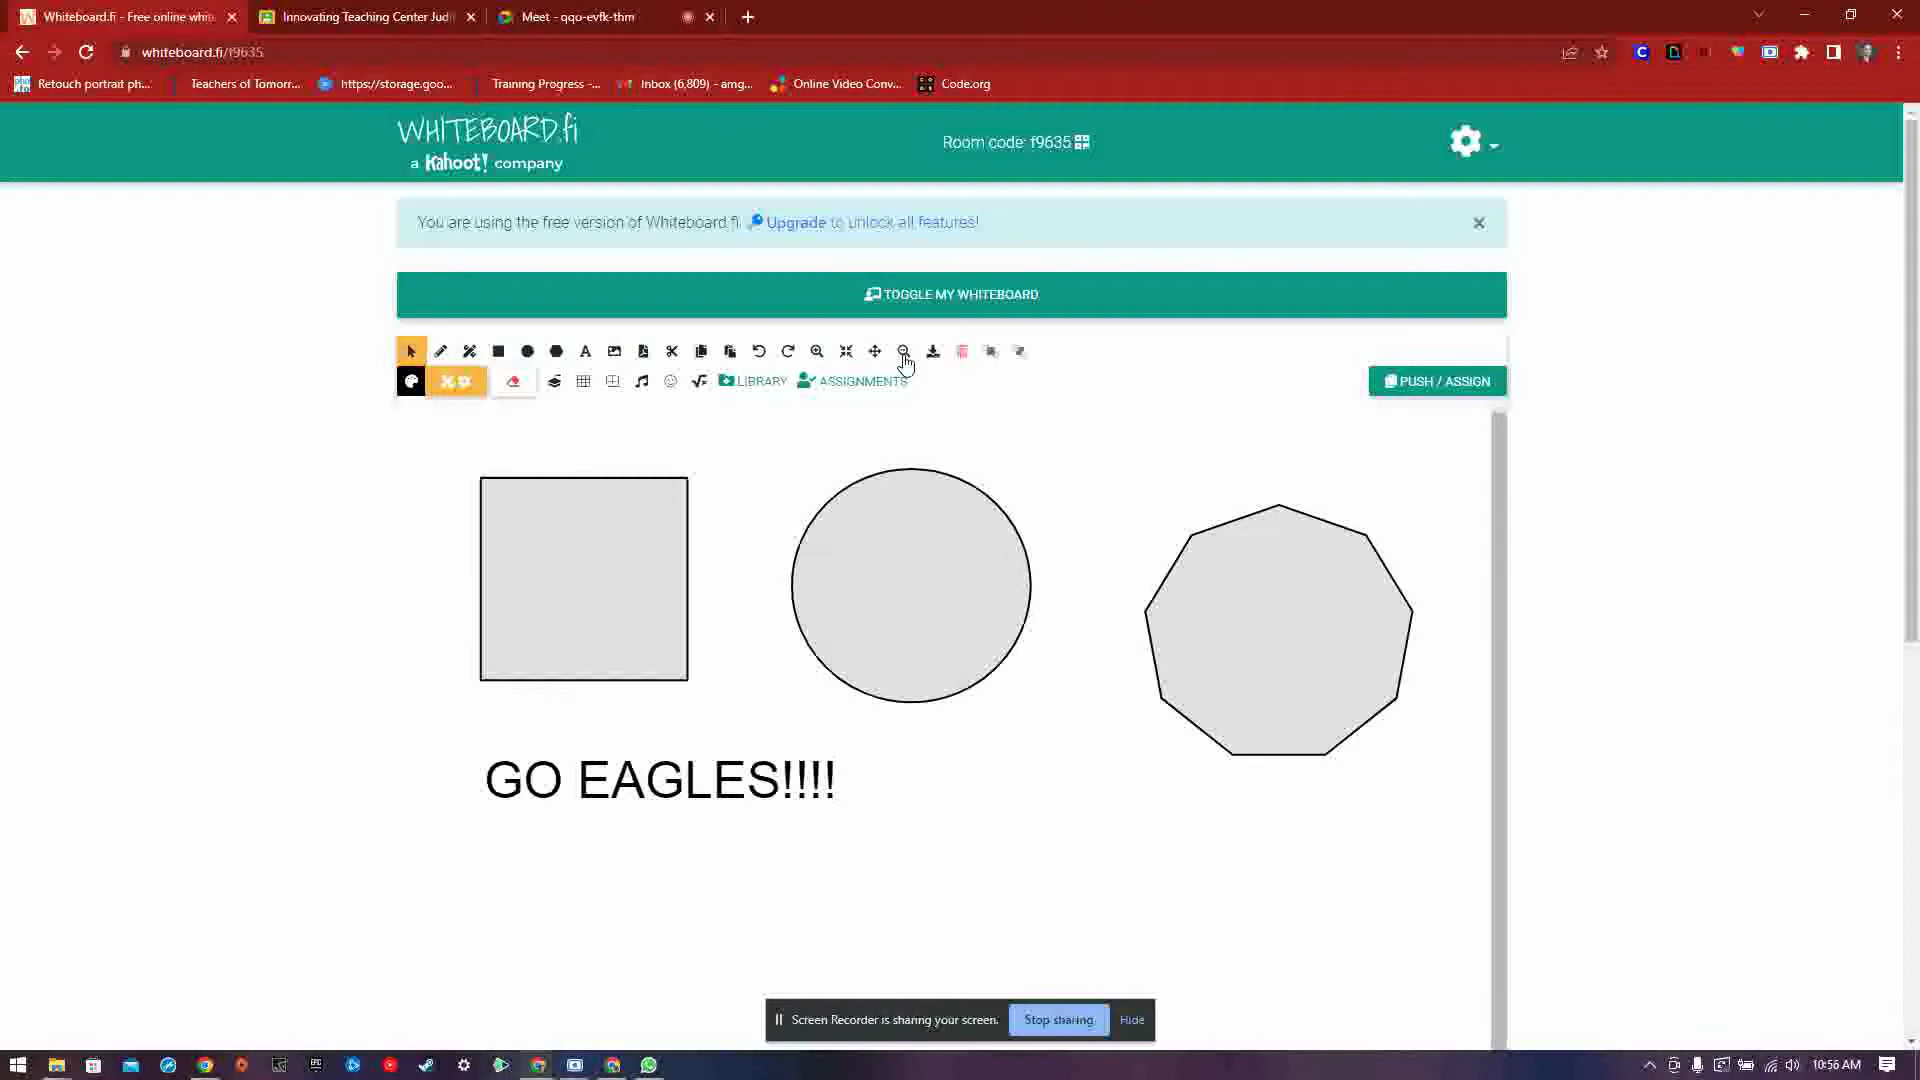 Whiteboard.fi - Free online white
Innovating Teaching Center Judi
Meet - qqo-evfk-thm
whiteboard.fi/f9635
Retouch portrait ph...
Teachers of Tomorr...
https://storage.goo...
Training Progress -...
Inbox (6,809) - amg...
Online Video Conv...
Code.org
WHITEBOARD.fi
a Kahoot! company
Room code: f9635
You are using the free version of Whiteboard.fi. Upgrade to unlock all features!
TOGGLE MY WHITEBOARD
LIBRARY
ASSIGNMENTS
PUSH / ASSIGN
GO EAGLES!!!!
Screen Recorder is sharing your screen.
Stop sharing
Hide
10:56 AM